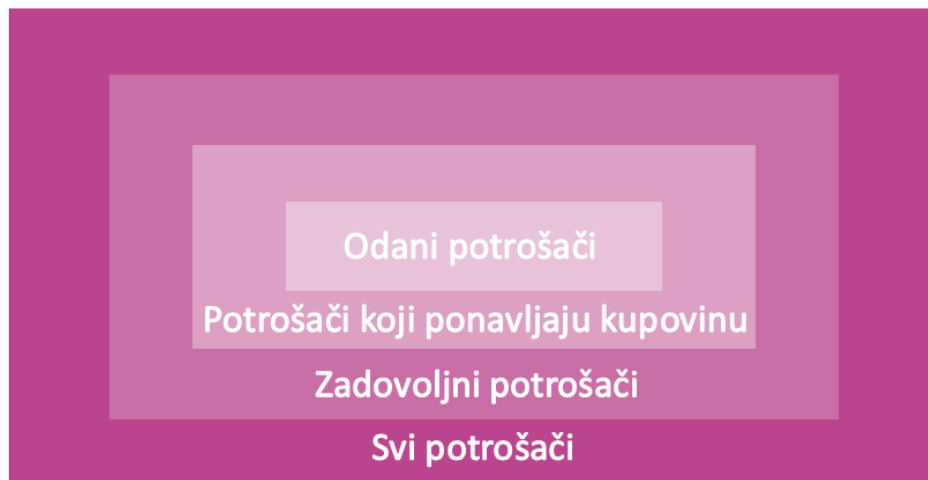 Odani potrošači
Potrošači koji ponavljaju kupovinu
Zadovoljni potrošači
Svi potrošači